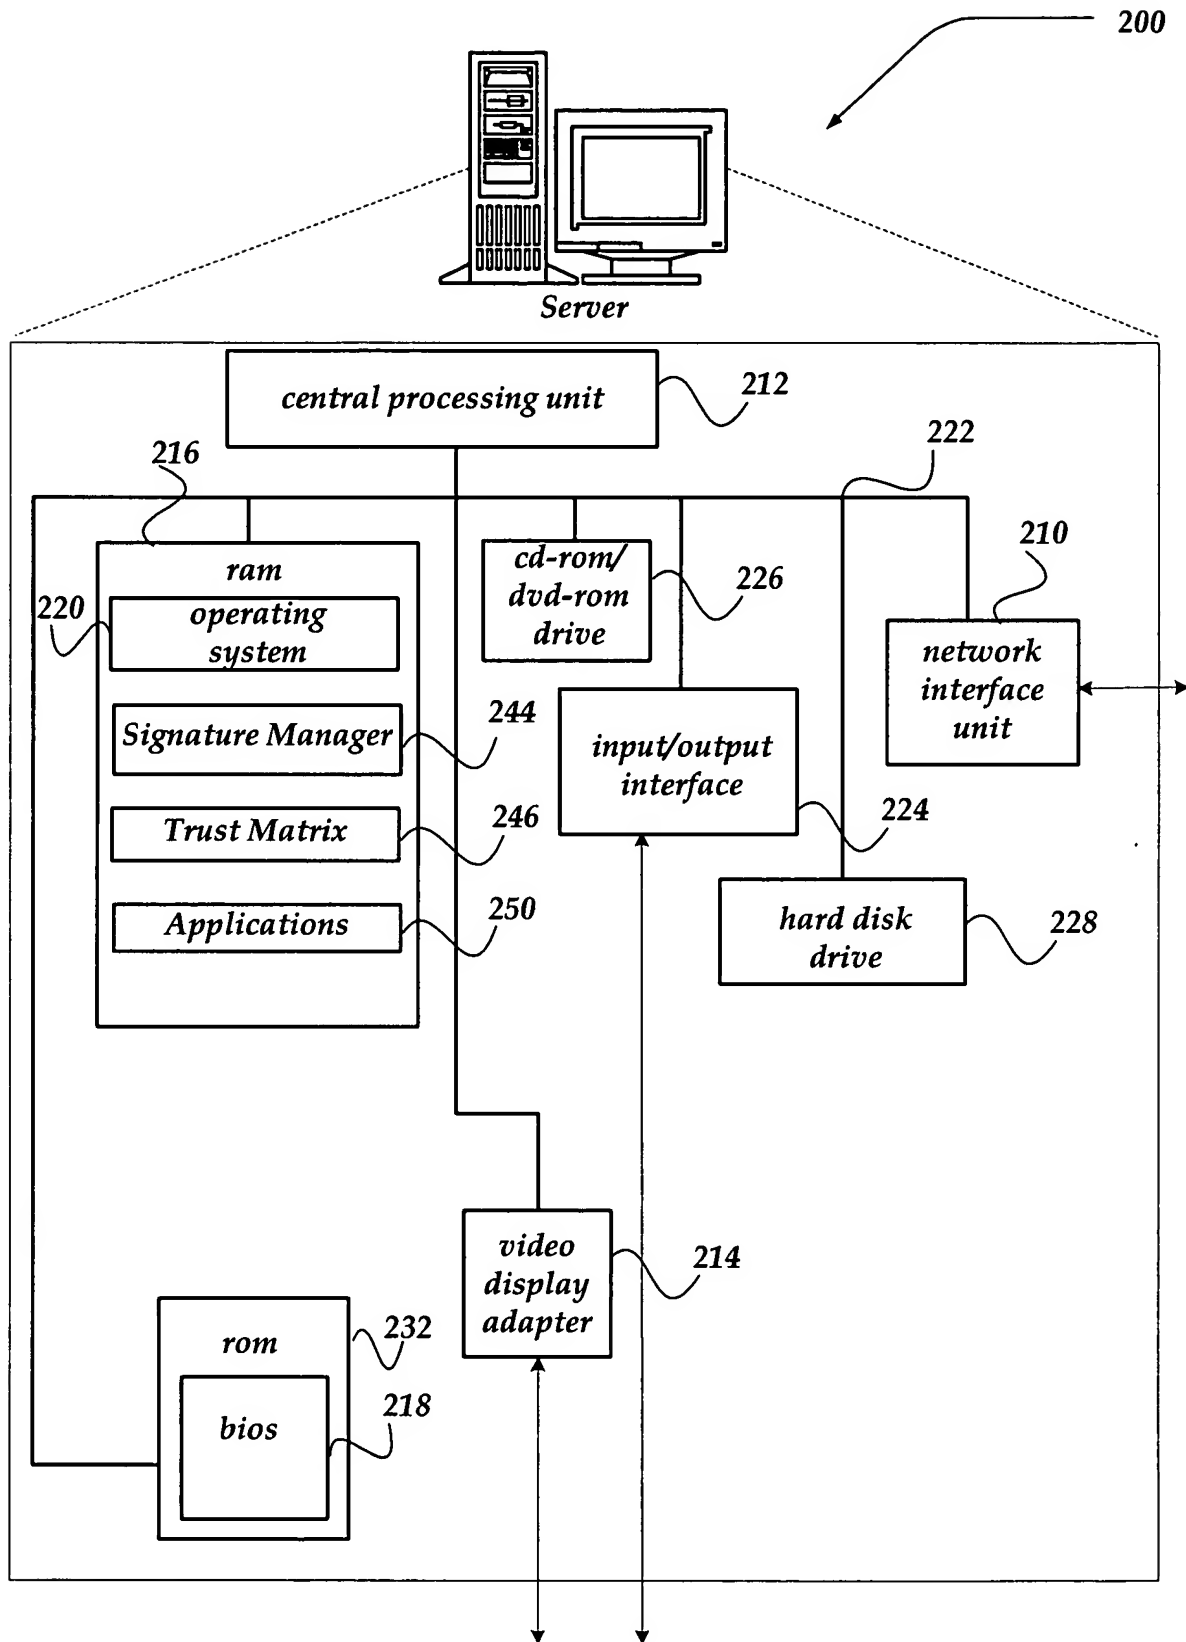 200
Server
central processing unit
212
216
222
ram
220
operating
system
Signature Manager
244
Trust Matrix
246
Applications
250
cd-rom/
dvd-rom
drive
226
210
network
interface
unit
input/output
interface
224
hard disk
drive
228
video
display
adapter
214
rom
232
bios
218